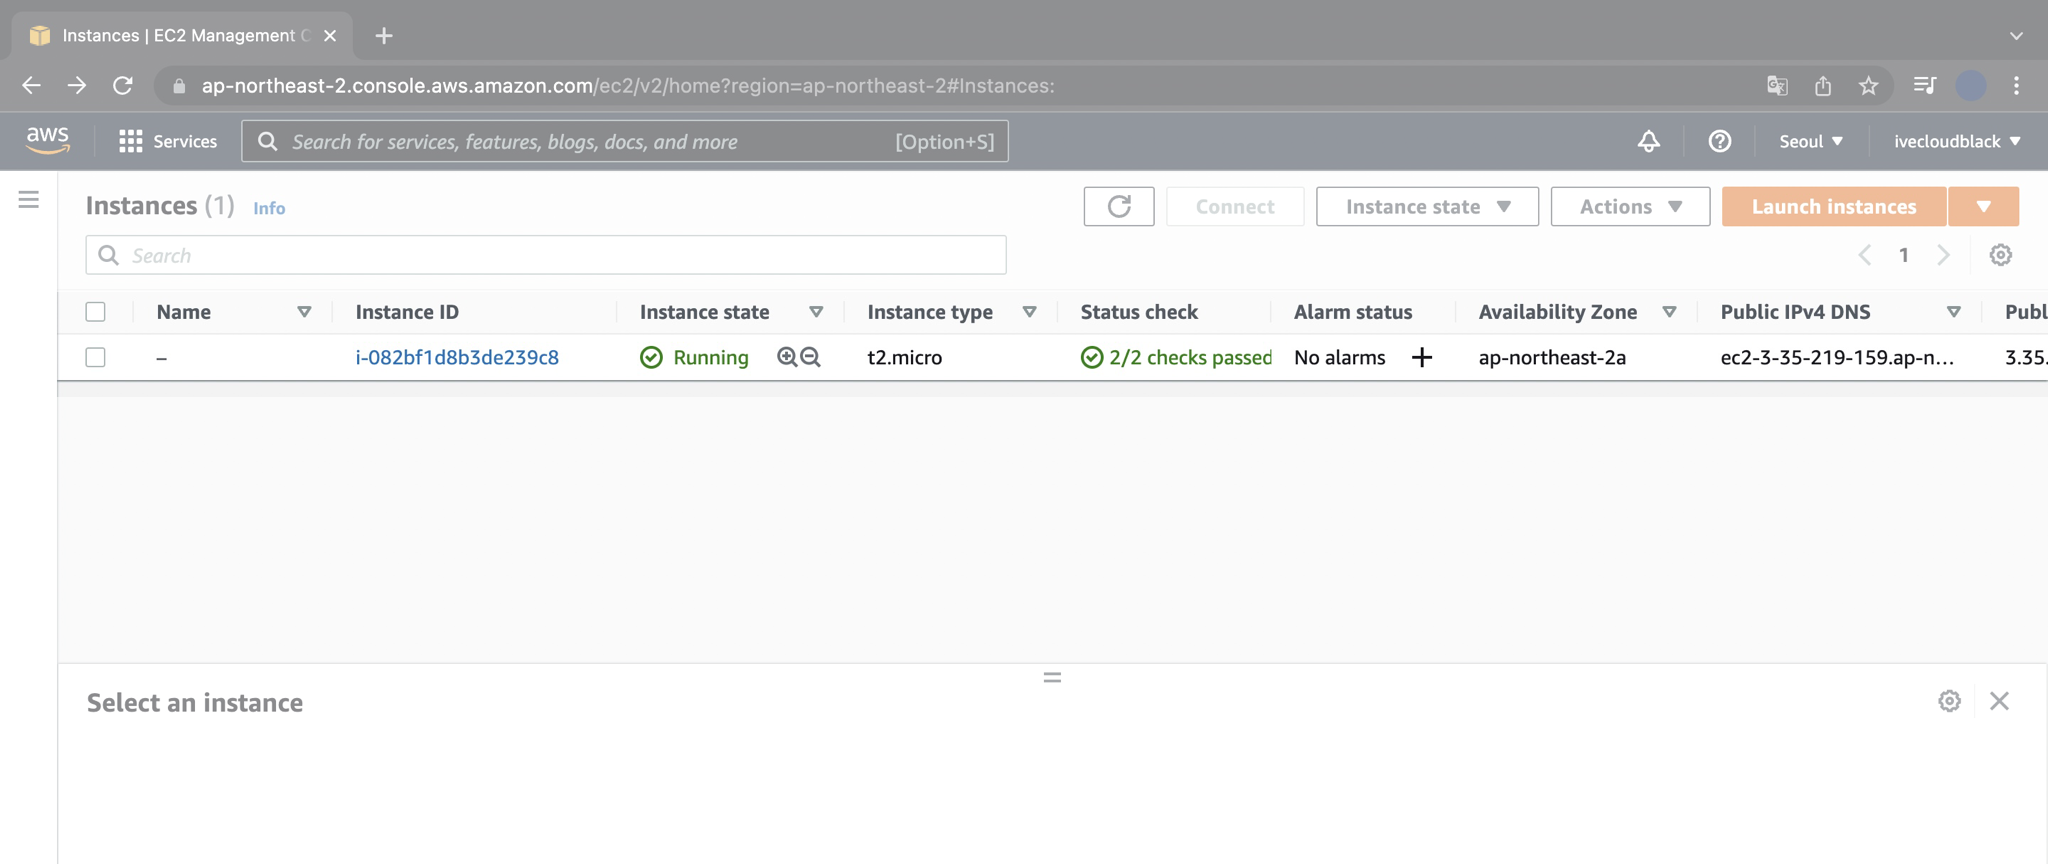 Instances | EC2 Management C
ap-northeast-2.console.aws.amazon.com/ec2/v2/home?region=ap-northeast-2#Instances:
aws Services Search for services, features, blogs, docs, and more [Option+S] Seoul ivecloudblack
Instances (1) Info Connect Instance state Actions Launch instances
Search 1
Name Instance ID Instance state Instance type Status check Alarm status Availability Zone Public IPv4 DNS Publ
– i-082bf1d8b3de239c8 Running t2.micro 2/2 checks passed No alarms ap-northeast-2a ec2-3-35-219-159.ap-n... 3.35.
Select an instance